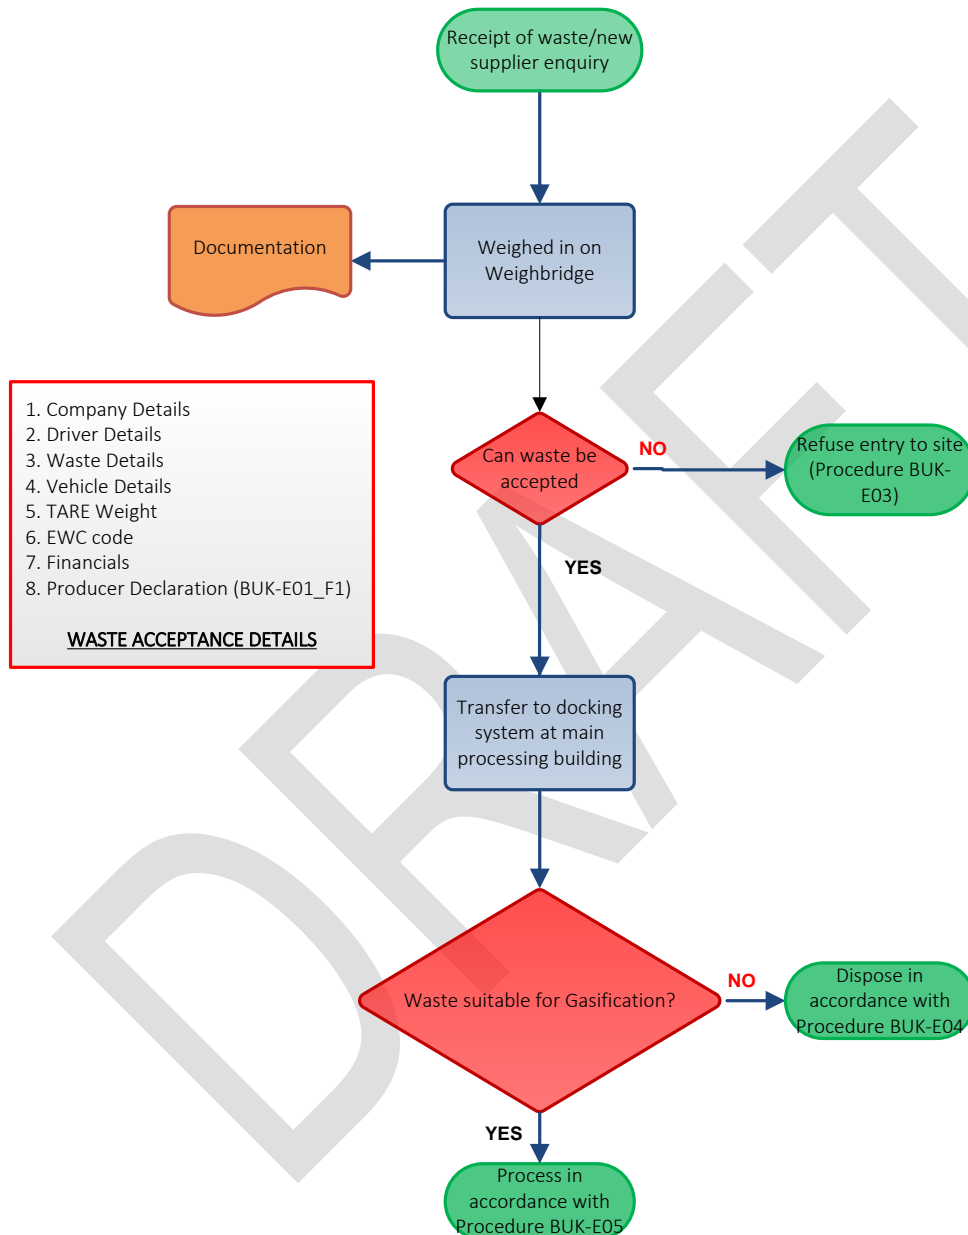 Receipt of waste/new
supplier enquiry
Documentation
Weighed in on
Weighbridge
1. Company Details
2. Driver Details
3. Waste Details
4. Vehicle Details
5. TARE Weight
6. EWC code
7. Financials
8. Producer Declaration (BUK-E01_F1)
WASTE ACCEPTANCE DETAILS
Can waste be
accepted
NO
Refuse entry to site
(Procedure BUK-
E03)
YES
Transfer to docking
system at main
processing building
Waste suitable for Gasification?
NO
Dispose in
accordance with
Procedure BUK-E04
YES
Process in
accordance with
Procedure BUK-E05
DRAFT